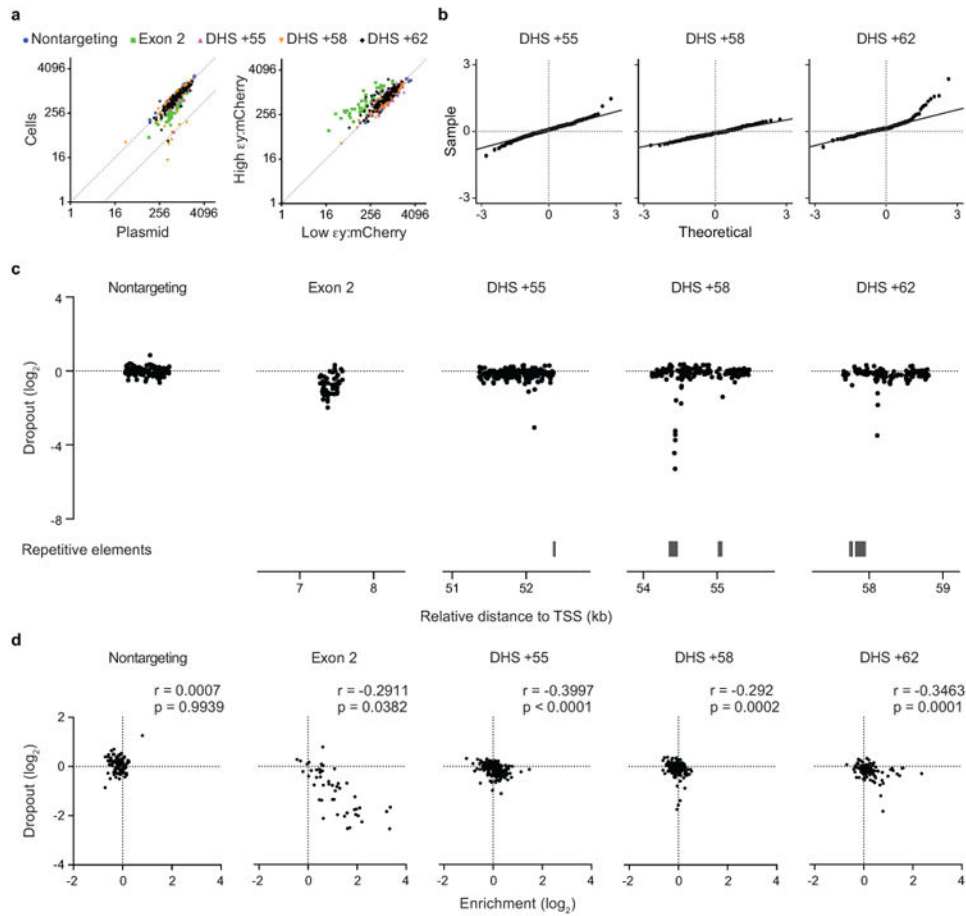 a
Nontargeting Exon 2 DHS +55 DHS +58 DHS +62
4096
256
16
1
Cells
1 16 256 4096
Plasmid
4096
256
16
1
High εy:mCherry
1 16 256 4096
Low εy:mCherry
b
DHS +55 DHS +58 DHS +62
3
0
-3
Sample
-3 0 3 -3 0 3 -3 0 3
Theoretical
c
Nontargeting Exon 2 DHS +55 DHS +58 DHS +62
4
0
-4
-8
Dropout (log2)
Repetitive elements
7 8 51 52 54 55 58 59
Relative distance to TSS (kb)
d
Nontargeting Exon 2 DHS +55 DHS +58 DHS +62
r = 0.0007 r = -0.2911 r = -0.3997 r = -0.292 r = -0.3463
p = 0.9939 p = 0.0382 p < 0.0001 p = 0.0002 p = 0.0001
2
0
-2
-4
Dropout (log2)
-2 0 2 4 -2 0 2 4 -2 0 2 4 -2 0 2 4 -2 0 2 4
Enrichment (log2)